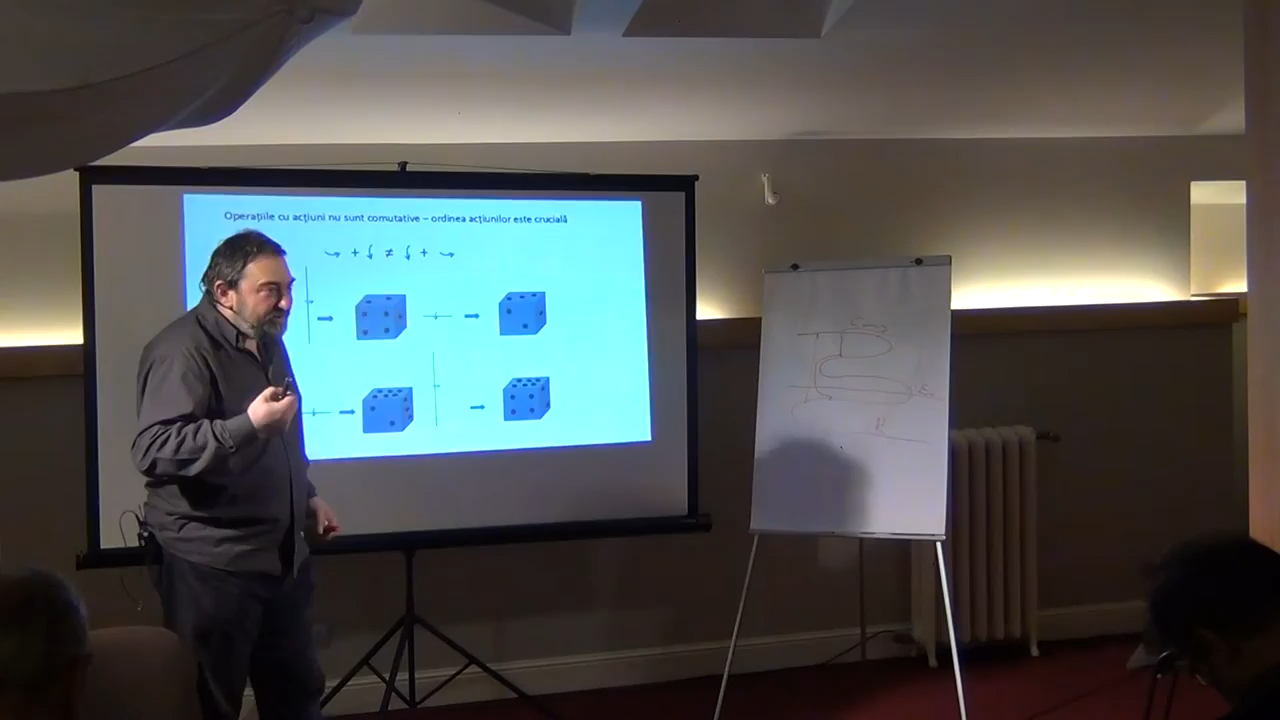 Operațiile cu acțiuni nu sunt comutative – ordinea acțiunilor este crucială
+ ≠ +